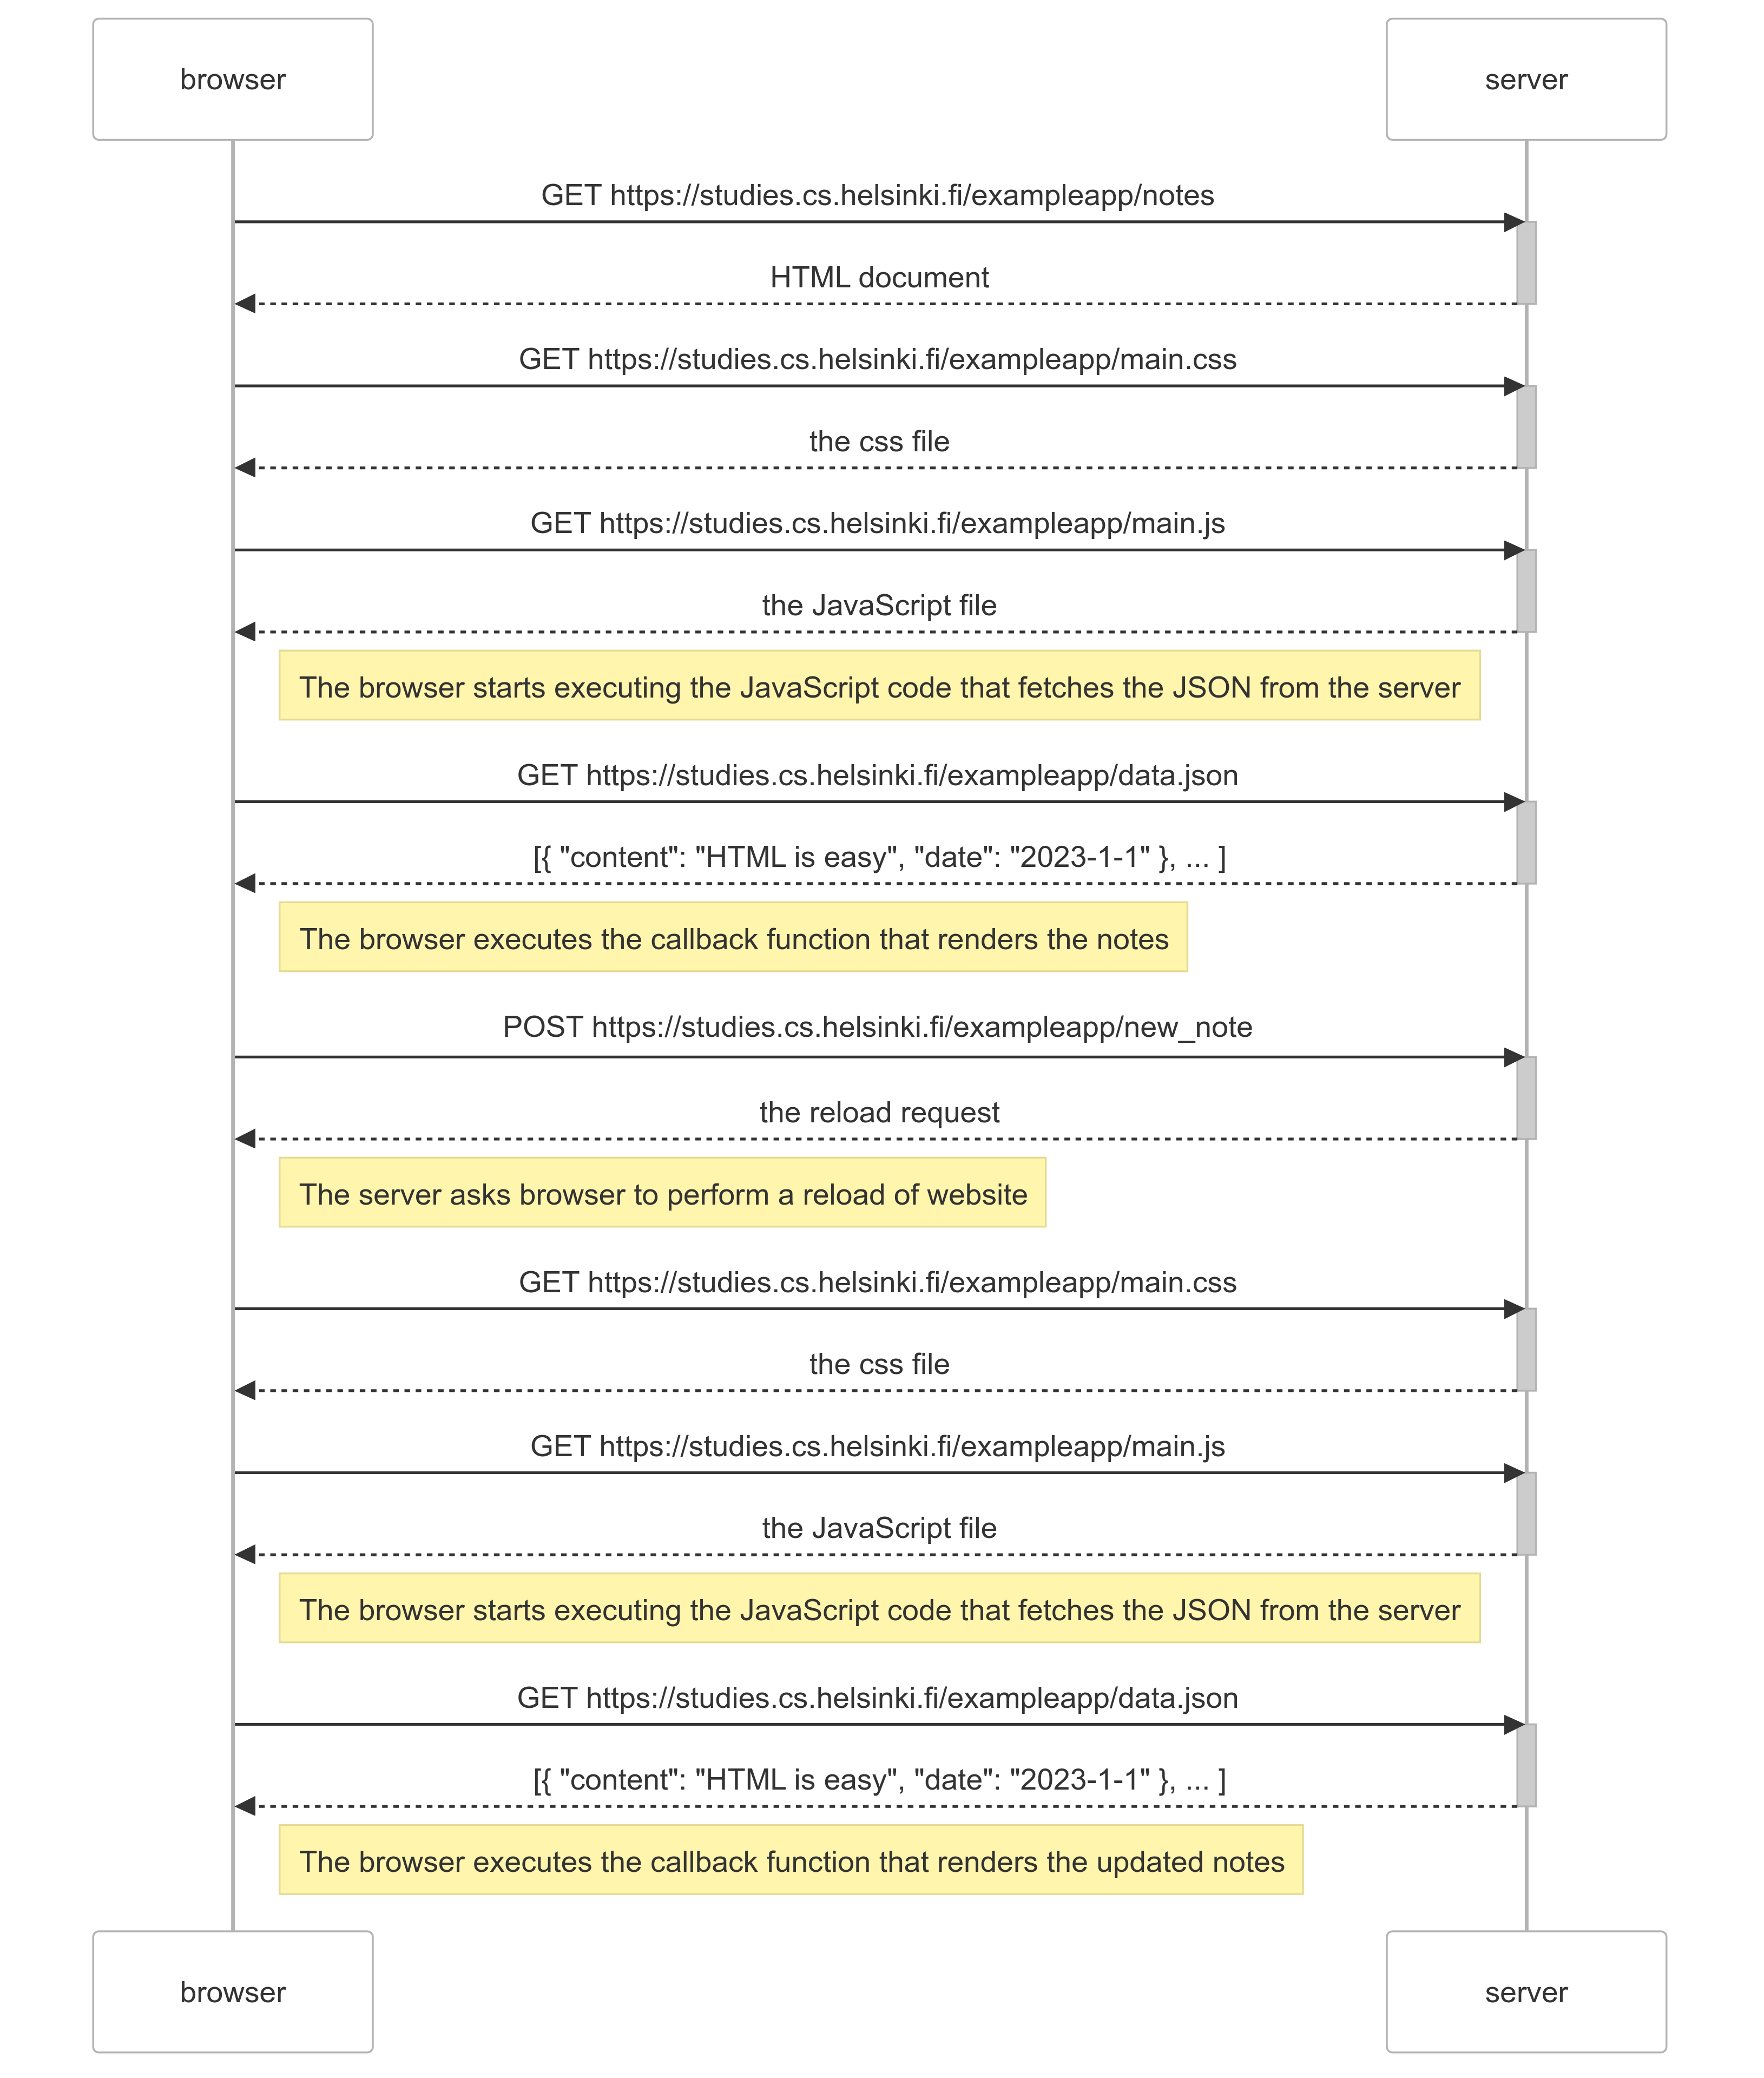 browser
server
GET https://studies.cs.helsinki.fi/exampleapp/notes
HTML document
GET https://studies.cs.helsinki.fi/exampleapp/main.css
the css file
GET https://studies.cs.helsinki.fi/exampleapp/main.js
the JavaScript file
The browser starts executing the JavaScript code that fetches the JSON from the server
GET https://studies.cs.helsinki.fi/exampleapp/data.json
[{ "content": "HTML is easy", "date": "2023-1-1" }, ... ]
The browser executes the callback function that renders the notes
POST https://studies.cs.helsinki.fi/exampleapp/new_note
the reload request
The server asks browser to perform a reload of website
GET https://studies.cs.helsinki.fi/exampleapp/main.css
the css file
GET https://studies.cs.helsinki.fi/exampleapp/main.js
the JavaScript file
The browser starts executing the JavaScript code that fetches the JSON from the server
GET https://studies.cs.helsinki.fi/exampleapp/data.json
[{ "content": "HTML is easy", "date": "2023-1-1" }, ... ]
The browser executes the callback function that renders the updated notes
browser
server